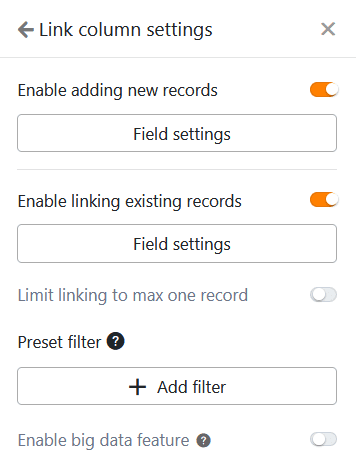 Link column settings
Enable adding new records
Field settings
Enable linking existing records
Field settings
Limit linking to max one record
Preset filter ?
+ Add filter
Enable big data feature ?